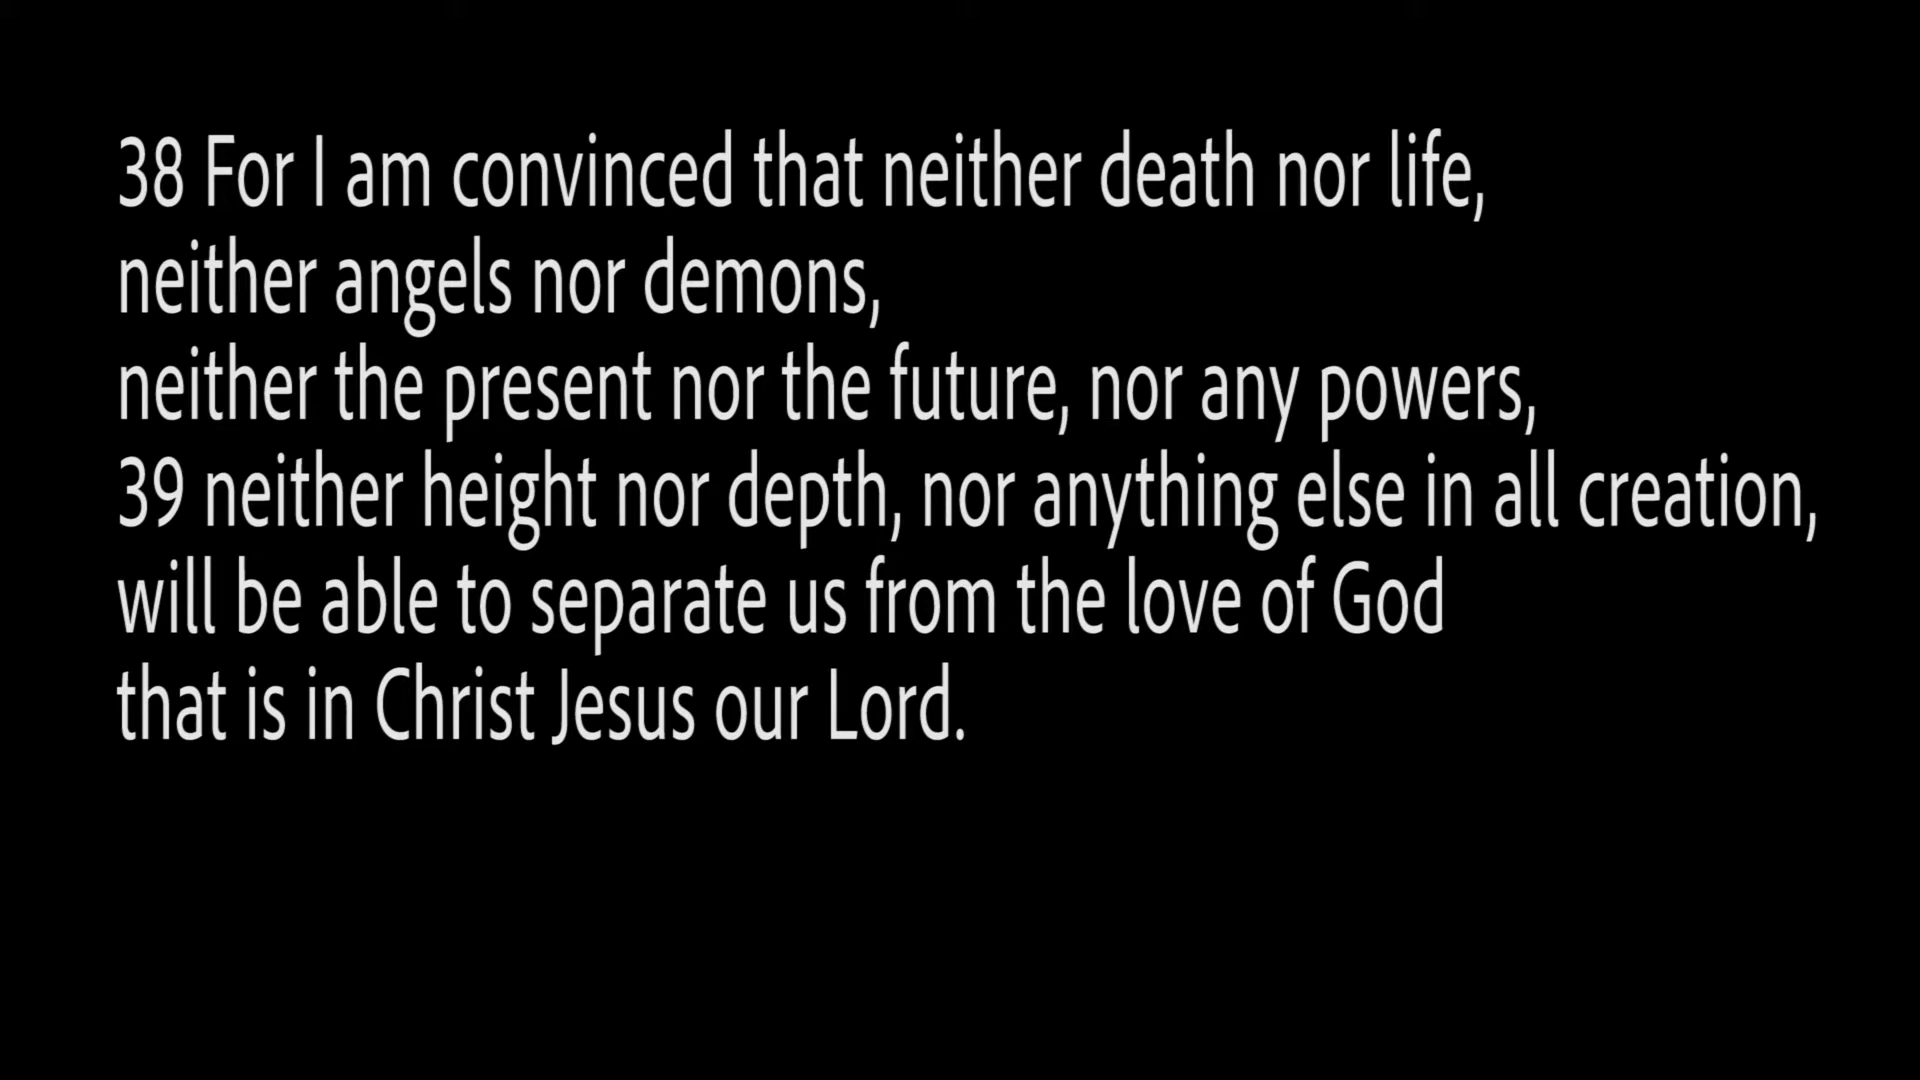 38 For I am convinced that neither death nor life,
neither angels nor demons,
neither the present nor the future, nor any powers,
39 neither height nor depth, nor anything else in all creation,
will be able to separate us from the love of God
that is in Christ Jesus our Lord.